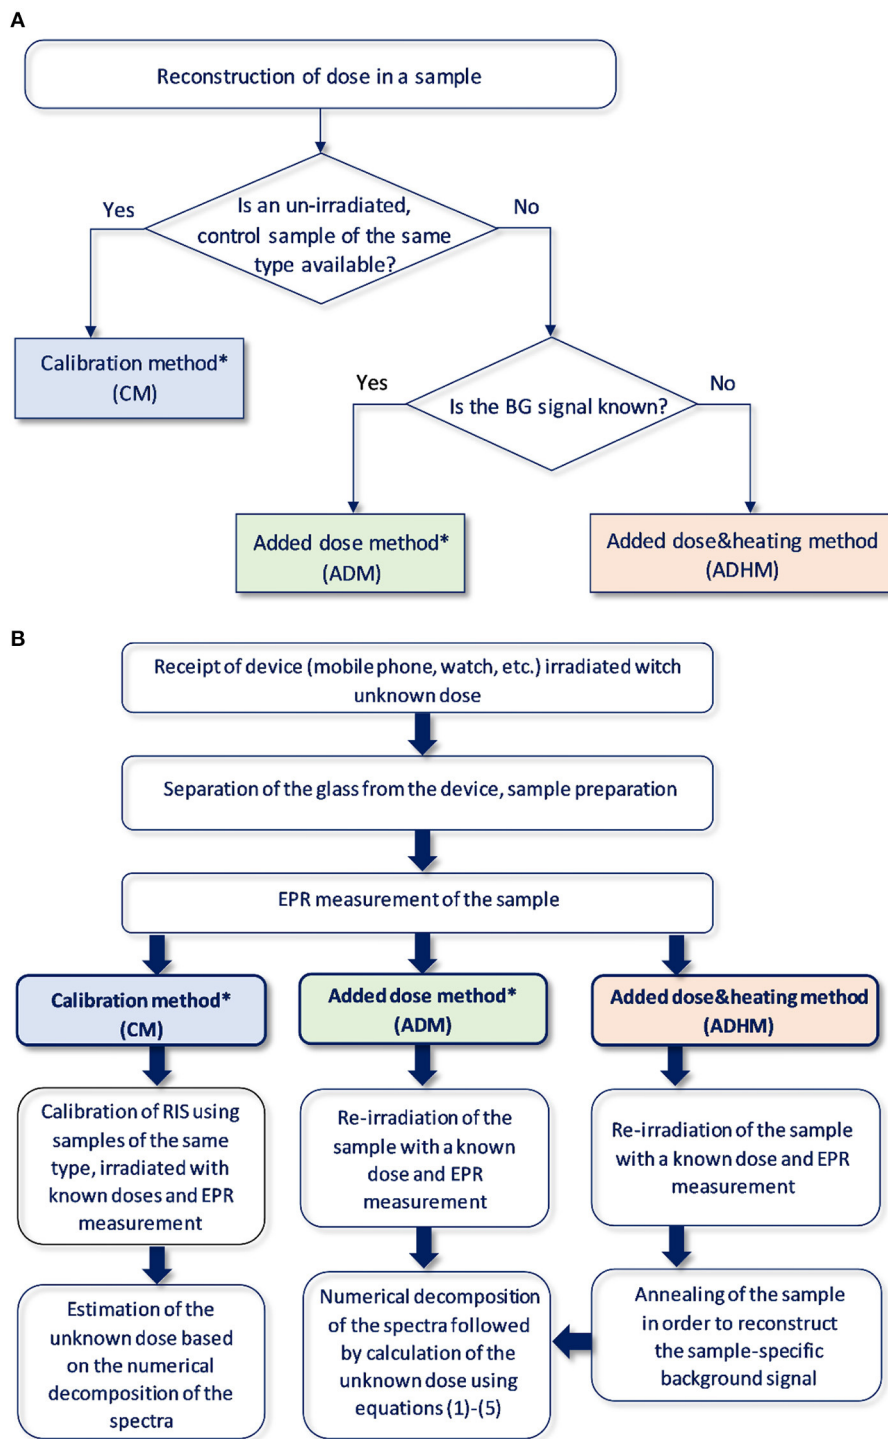 A
Reconstruction of dose in a sample
Yes
Is an un-irradiated,
control sample of the same
type available?
No
Calibration method*
(CM)
Yes
Is the BG signal known?
No
Added dose method*
(ADM)
Added dose&heating method
(ADHM)
B
Receipt of device (mobile phone, watch, etc.) irradiated witch
unknown dose
Separation of the glass from the device, sample preparation
EPR measurement of the sample
Calibration method*
(CM)
Added dose method*
(ADM)
Added dose&heating method
(ADHM)
Calibration of RIS using
samples of the same
type, irradiated with
known doses and EPR
measurement
Re-irradiation of the
sample with a known
dose and EPR
measurement
Re-irradiation of the sample
with a known dose and EPR
measurement
Estimation of the
unknown dose based
on the numerical
decomposition of the
spectra
Numerical decomposition
of the spectra followed
by calculation of the
unknown dose using
equations (1)-(5)
Annealing of the sample
in order to reconstruct
the sample-specific
background signal